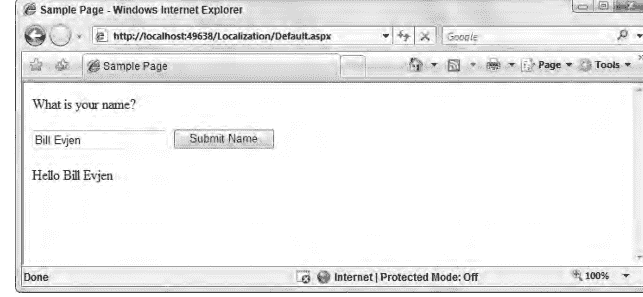 Sample Page - Windows Internet Explorer
http://localhost:49638/Localization/Default.aspx
Google
Sample Page
Page
Tools
What is your name?
Bill Evjen
Submit Name
Hello Bill Evjen
Done
Internet | Protected Mode: Off
100%